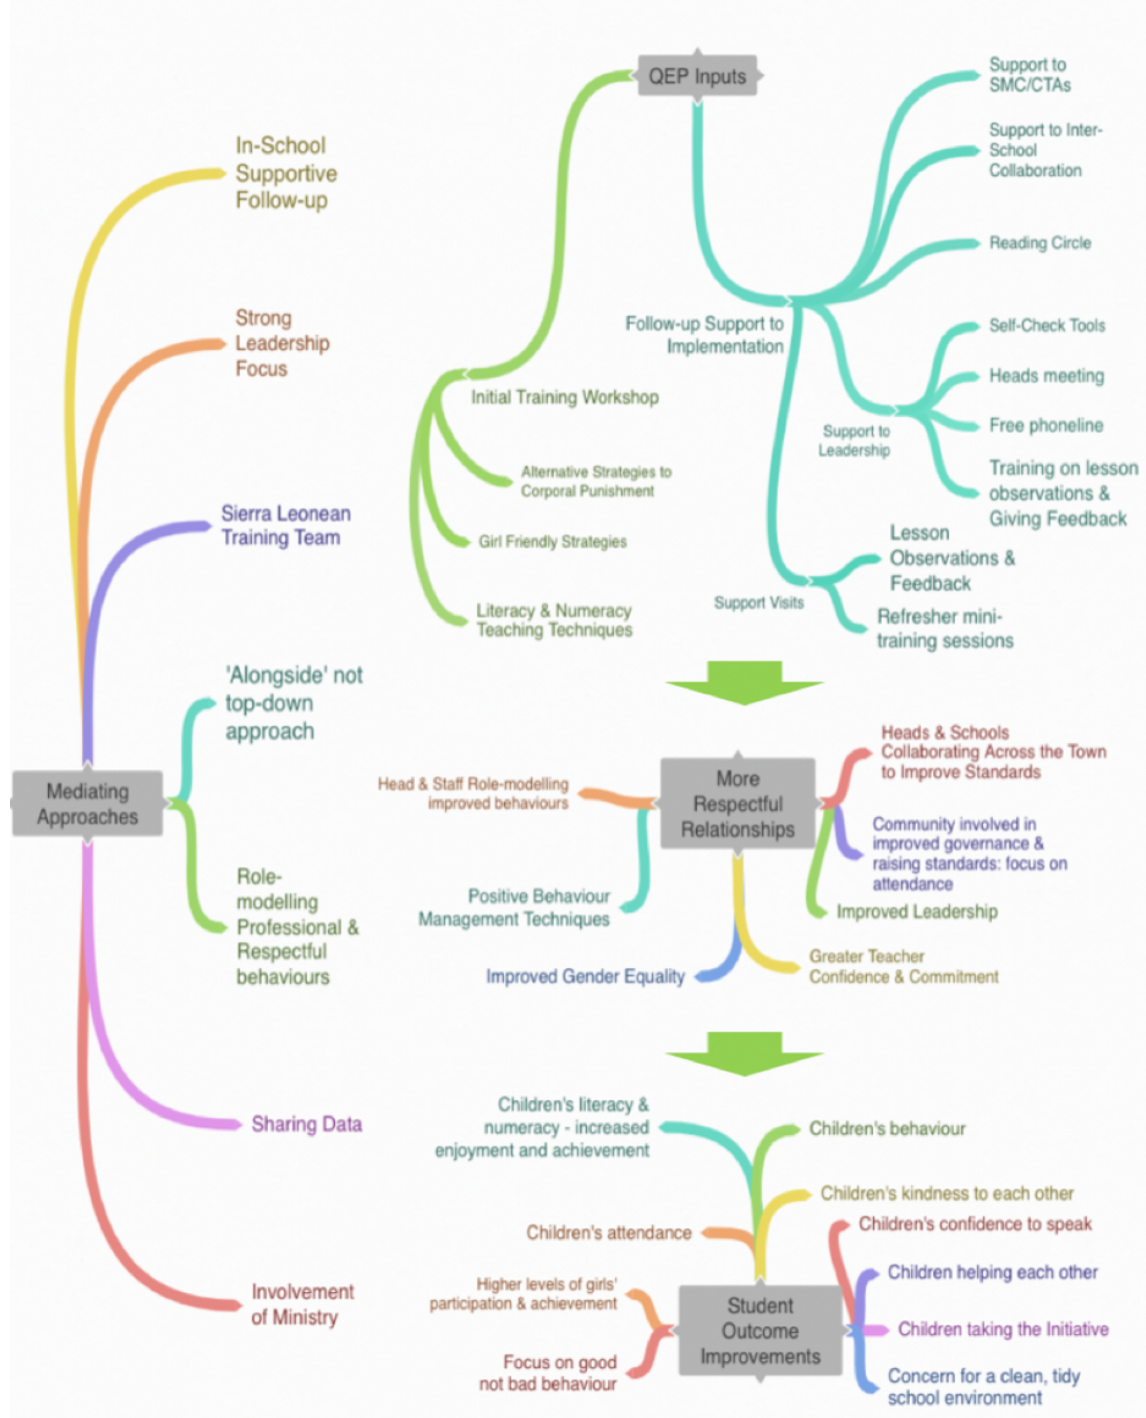 In-School
Supportive
Follow-up
Strong
Leadership
Focus
Sierra Leonean
Training Team
'Alongside' not
top-down
approach
Mediating
Approaches
Role-
modelling
Professional &
Respectful
behaviours
Sharing Data
Involvement
of Ministry
QEP Inputs
Initial Training Workshop
Alternative Strategies to
Corporal Punishment
Girl Friendly Strategies
Literacy & Numeracy
Teaching Techniques
Follow-up Support to
Implementation
Support to
SMC/CTAs
Support to Inter-
School
Collaboration
Reading Circle
Support to
Leadership
Self-Check Tools
Heads meeting
Free phoneline
Training on lesson
observations &
Giving Feedback
Support Visits
Lesson
Observations &
Feedback
Refresher mini-
training sessions
More
Respectful
Relationships
Head & Staff Role-modelling
improved behaviours
Positive Behaviour
Management Techniques
Improved Gender Equality
Heads & Schools
Collaborating Across the Town
to Improve Standards
Community involved in
improved governance &
raising standards: focus on
attendance
Improved Leadership
Greater Teacher
Confidence & Commitment
Children's literacy &
numeracy - increased
enjoyment and achievement
Children's attendance
Higher levels of girls'
participation & achievement
Focus on good
not bad behaviour
Student
Outcome
Improvements
Children's behaviour
Children's kindness to each other
Children's confidence to speak
Children helping each other
Children taking the Initiative
Concern for a clean, tidy
school environment